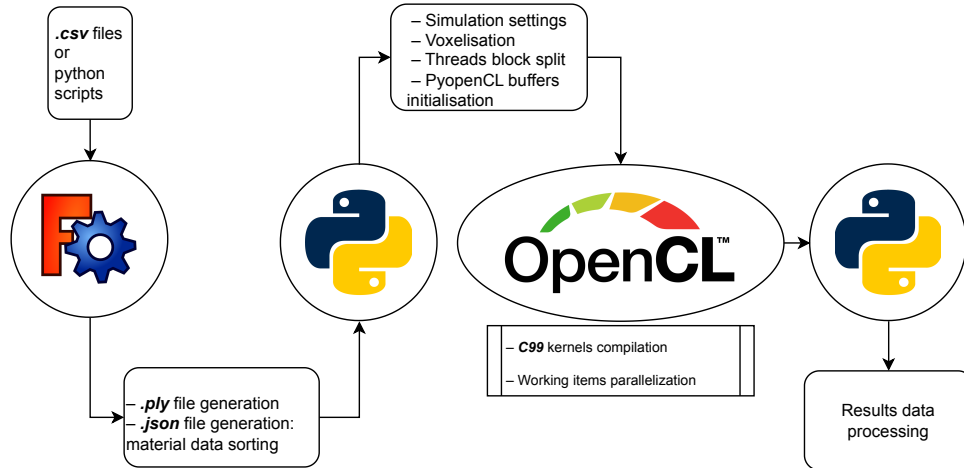 .csv files
or
python
scripts
– Simulation settings
– Voxelisation
– Threads block split
– PyopenCL buffers
initialisation
OpenCL™
– C99 kernels compilation
– Working items parallelization
– .ply file generation
– .json file generation:
material data sorting
Results data
processing